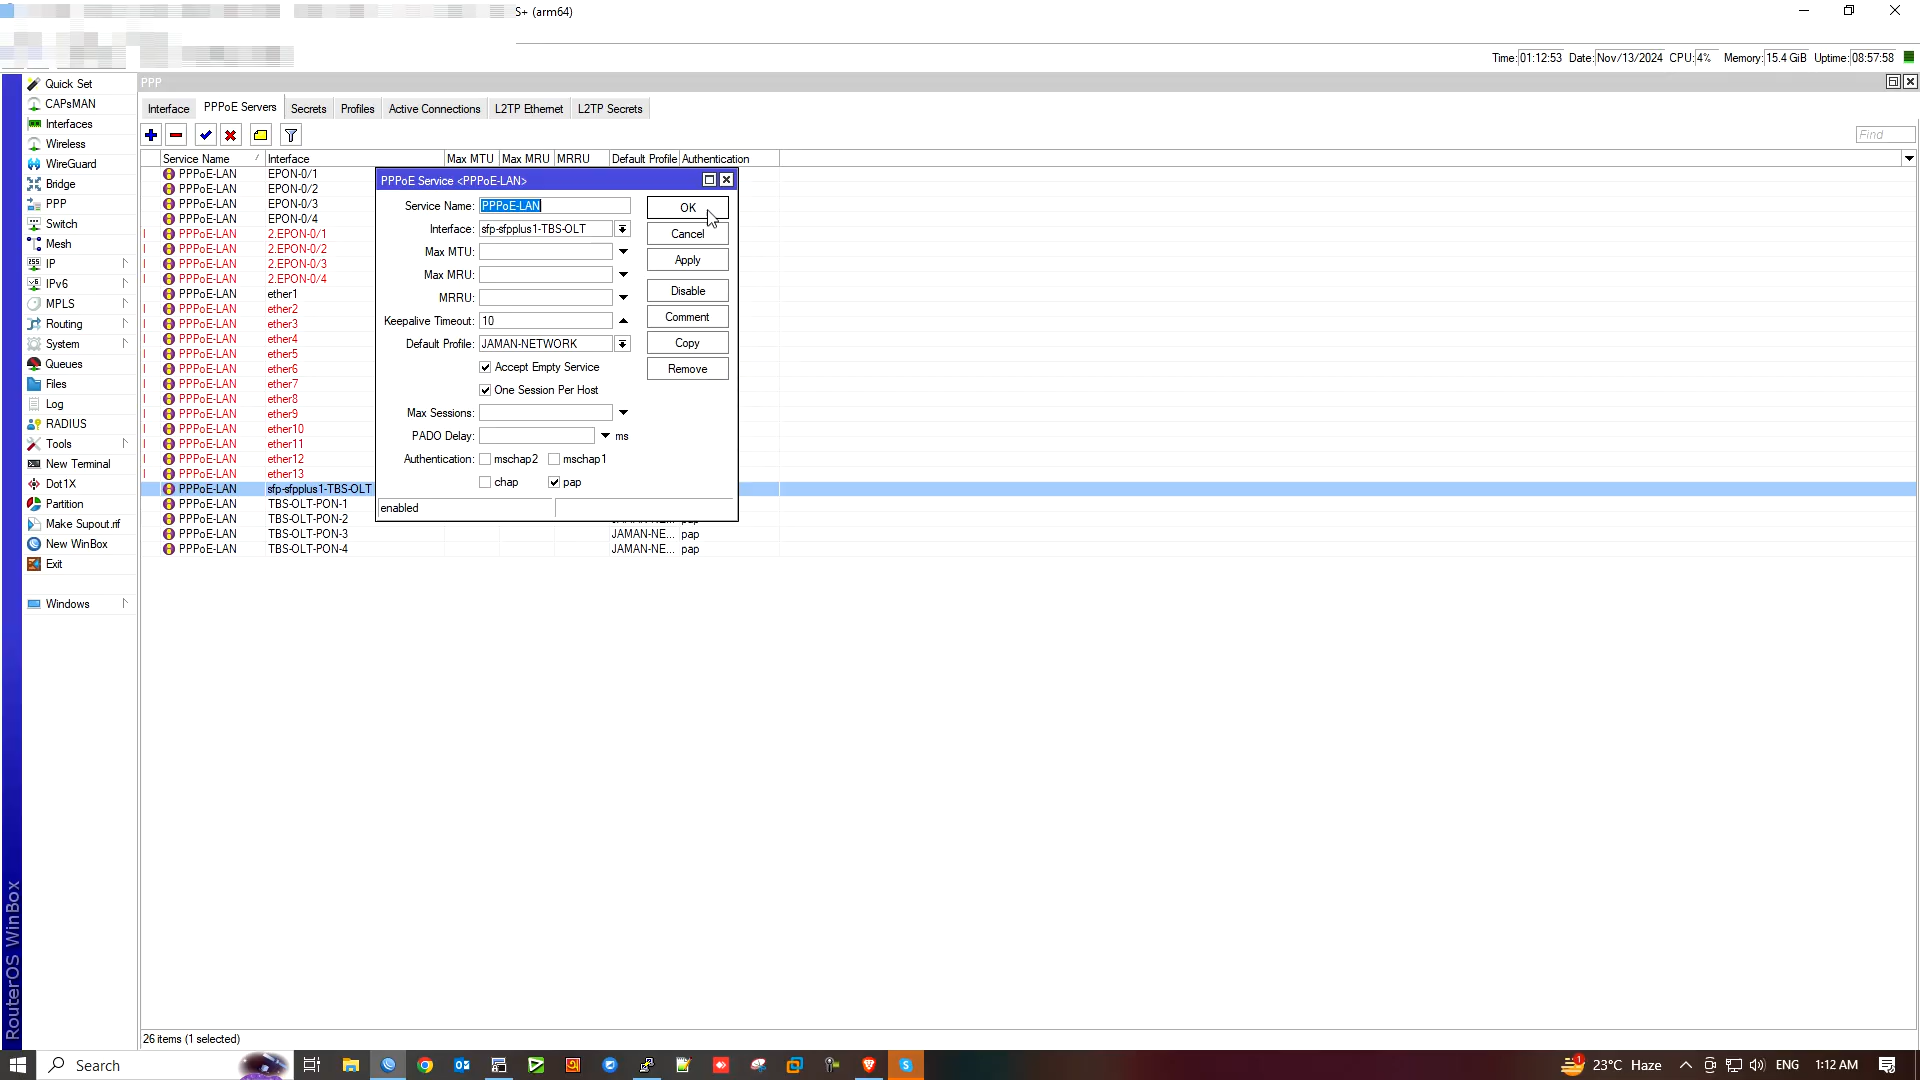 S+ (arm64)
Time: 01:12:53 Date: Nov/13/2024 CPU: 4% Memory: 15.4 GiB Uptime: 08:57:58
Quick Set
CAPsMAN
Interfaces
Wireless
WireGuard
Bridge
PPP
Switch
Mesh
IP
IPv6
MPLS
Routing
System
Queues
Files
Log
RADIUS
Tools
New Terminal
Dot1X
Partition
Make Supout.rif
New WinBox
Exit
Windows
RouterOS WinBox
PPP
Interface PPPoE Servers Secrets Profiles Active Connections L2TP Ethernet L2TP Secrets
Find
Service Name Interface Max MTU Max MRU MRRU Default Profile Authentication
PPPoE-LAN EPON-0/1
PPPoE-LAN EPON-0/2
PPPoE-LAN EPON-0/3
PPPoE-LAN EPON-0/4
I PPPoE-LAN 2.EPON-0/1
I PPPoE-LAN 2.EPON-0/2
I PPPoE-LAN 2.EPON-0/3
I PPPoE-LAN 2.EPON-0/4
PPPoE-LAN ether1
I PPPoE-LAN ether2
I PPPoE-LAN ether3
I PPPoE-LAN ether4
I PPPoE-LAN ether5
I PPPoE-LAN ether6
I PPPoE-LAN ether7
I PPPoE-LAN ether8
I PPPoE-LAN ether9
I PPPoE-LAN ether10
I PPPoE-LAN ether11
I PPPoE-LAN ether12
I PPPoE-LAN ether13
PPPoE-LAN sfp-sfpplus1-TBS-OLT
PPPoE-LAN TBS-OLT-PON-1
PPPoE-LAN TBS-OLT-PON-2
PPPoE-LAN TBS-OLT-PON-3 JAMAN-NE... pap
PPPoE-LAN TBS-OLT-PON-4 JAMAN-NE... pap
PPPoE Service <PPPoE-LAN>
Service Name: PPPoE-LAN
Interface: sfp-sfpplus1-TBS-OLT
Max MTU:
Max MRU:
MRRU:
Keepalive Timeout: 10
Default Profile: JAMAN-NETWORK
Accept Empty Service
One Session Per Host
Max Sessions:
PADO Delay: ms
Authentication: mschap2 mschap1
chap pap
enabled
OK
Cancel
Apply
Disable
Comment
Copy
Remove
26 items (1 selected)
Search
1 23°C Haze ENG 1:12 AM